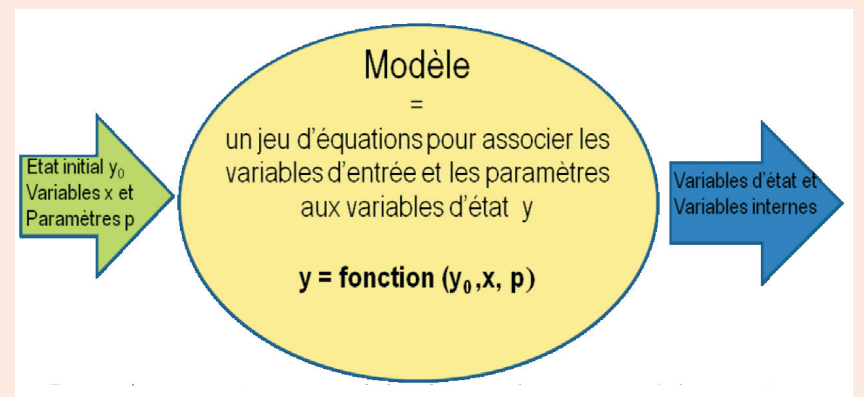 Modèle
=
un jeu d'équations pour associer les
variables d'entrée et les paramètres
aux variables d'état y
y = fonction (y₀,x, p)
Etat initial y₀
Variables x et
Paramètres p
Variables d'état et
Variables internes